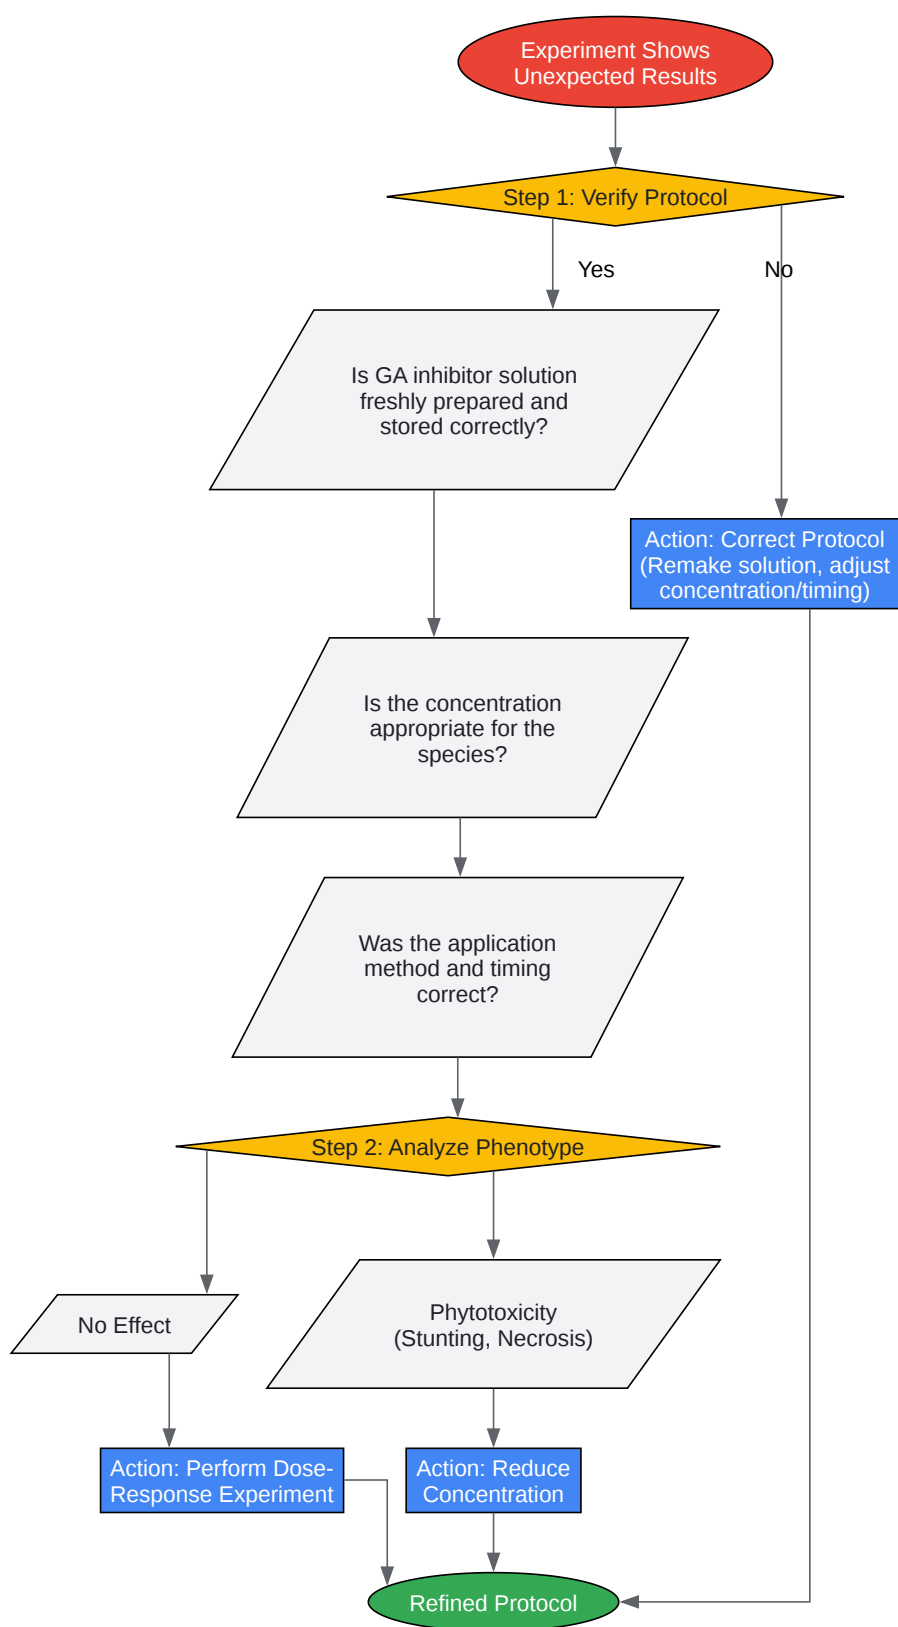 Experiment Shows
Unexpected Results
Step 1: Verify Protocol
Yes
No
Is GA inhibitor solution
freshly prepared and
stored correctly?
Action: Correct Protocol
(Remake solution, adjust
concentration/timing)
Is the concentration
appropriate for the
species?
Was the application
method and timing
correct?
Step 2: Analyze Phenotype
No Effect
Phytotoxicity
(Stunting, Necrosis)
Action: Perform Dose-
Response Experiment
Action: Reduce
Concentration
Refined Protocol